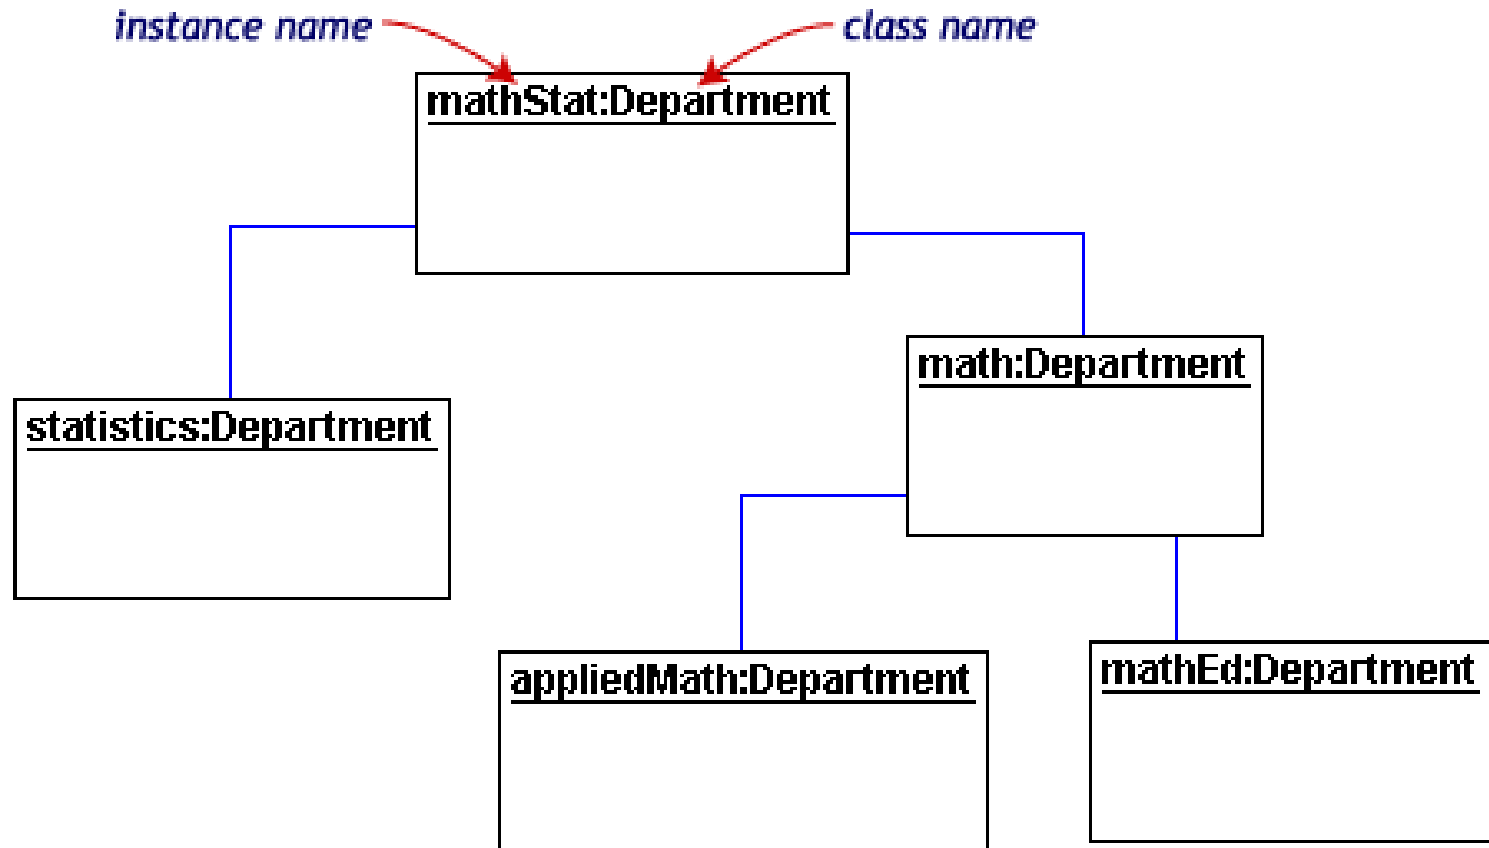 instance name
class name
mathStat:Department
math:Department
statistics:Department
appliedMath:Department
mathEd:Department